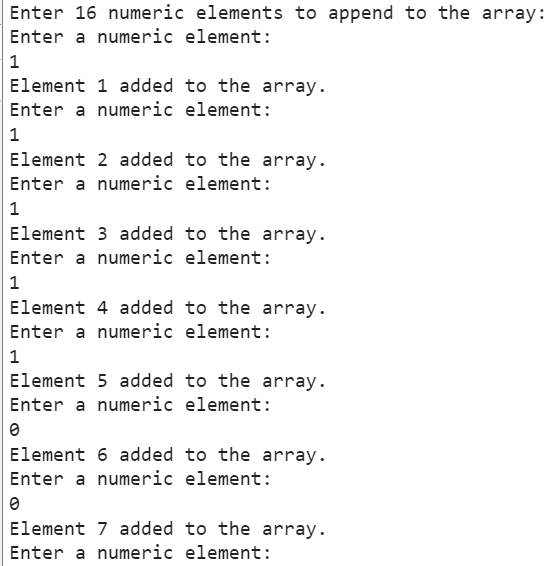 Enter 16 numeric elements to append to the array:
Enter a numeric element:
1
Element 1 added to the array.
Enter a numeric element:
1
Element 2 added to the array.
Enter a numeric element:
1
Element 3 added to the array.
Enter a numeric element:
1
Element 4 added to the array.
Enter a numeric element:
1
Element 5 added to the array.
Enter a numeric element:
0
Element 6 added to the array.
Enter a numeric element:
0
Element 7 added to the array.
Enter a numeric element: